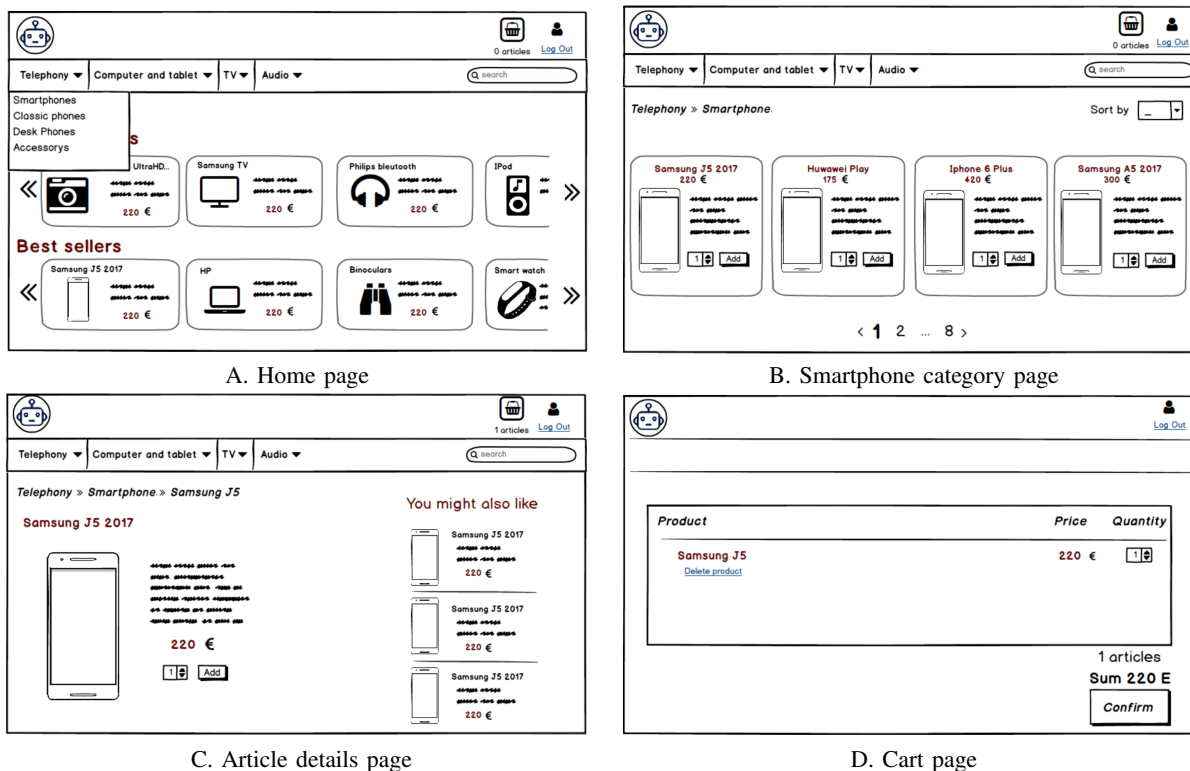 0 articles Log Out
Telephony Computer and tablet TV Audio search
Smartphones
Classic phones
Desk Phones
Accessorys
s
UltraHD... Samsung TV Philips bleutooth IPod
220 € 220 € 220 €
Best sellers
Samsung J5 2017 HP Binoculars Smart watch
220 € 220 € 220 €
A. Home page
0 articles Log Out
Telephony Computer and tablet TV Audio search
Telephony » Smartphone Sort by _
Samsung J5 2017 Huwawei Play Iphone 6 Plus Samsung A5 2017
220 € 175 € 420 € 300 €
1 Add 1 Add 1 Add 1 Add
< 1 2 ... 8 >
B. Smartphone category page
1 articles Log Out
Telephony Computer and tablet TV Audio search
Telephony » Smartphone » Samsung J5
You might also like
Samsung J5 2017
220 €
1 Add
Samsung J5 2017
220 €
Samsung J5 2017
220 €
Samsung J5 2017
220 €
C. Article details page
Log Out
Product Price Quantity
Samsung J5 220 € 1
Delete product
1 articles
Sum 220 E
Confirm
D. Cart page